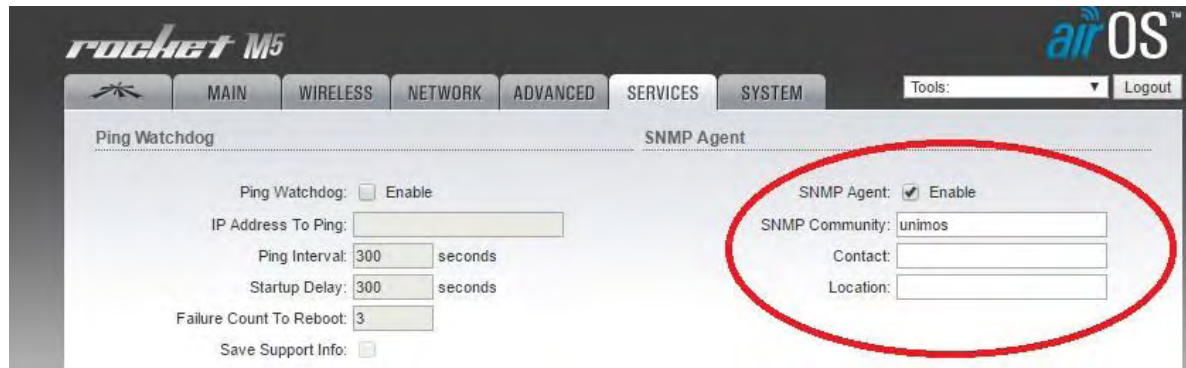 rocket M5
airOS™
MAIN WIRELESS NETWORK ADVANCED SERVICES SYSTEM Tools: Logout
Ping Watchdog
Ping Watchdog: Enable
IP Address To Ping:
Ping Interval: 300 seconds
Startup Delay: 300 seconds
Failure Count To Reboot: 3
Save Support Info:
SNMP Agent
SNMP Agent: Enable
SNMP Community: unimos
Contact:
Location: